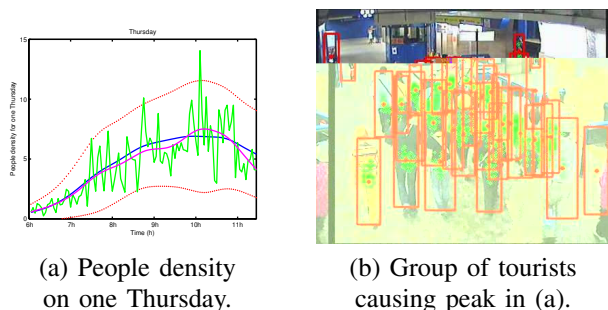 Thursday
People density for one Thursday
15
10
5
0
6h 7h 8h 9h 10h 11h
Time (h)
(a) People density
on one Thursday.
(b) Group of tourists
causing peak in (a).